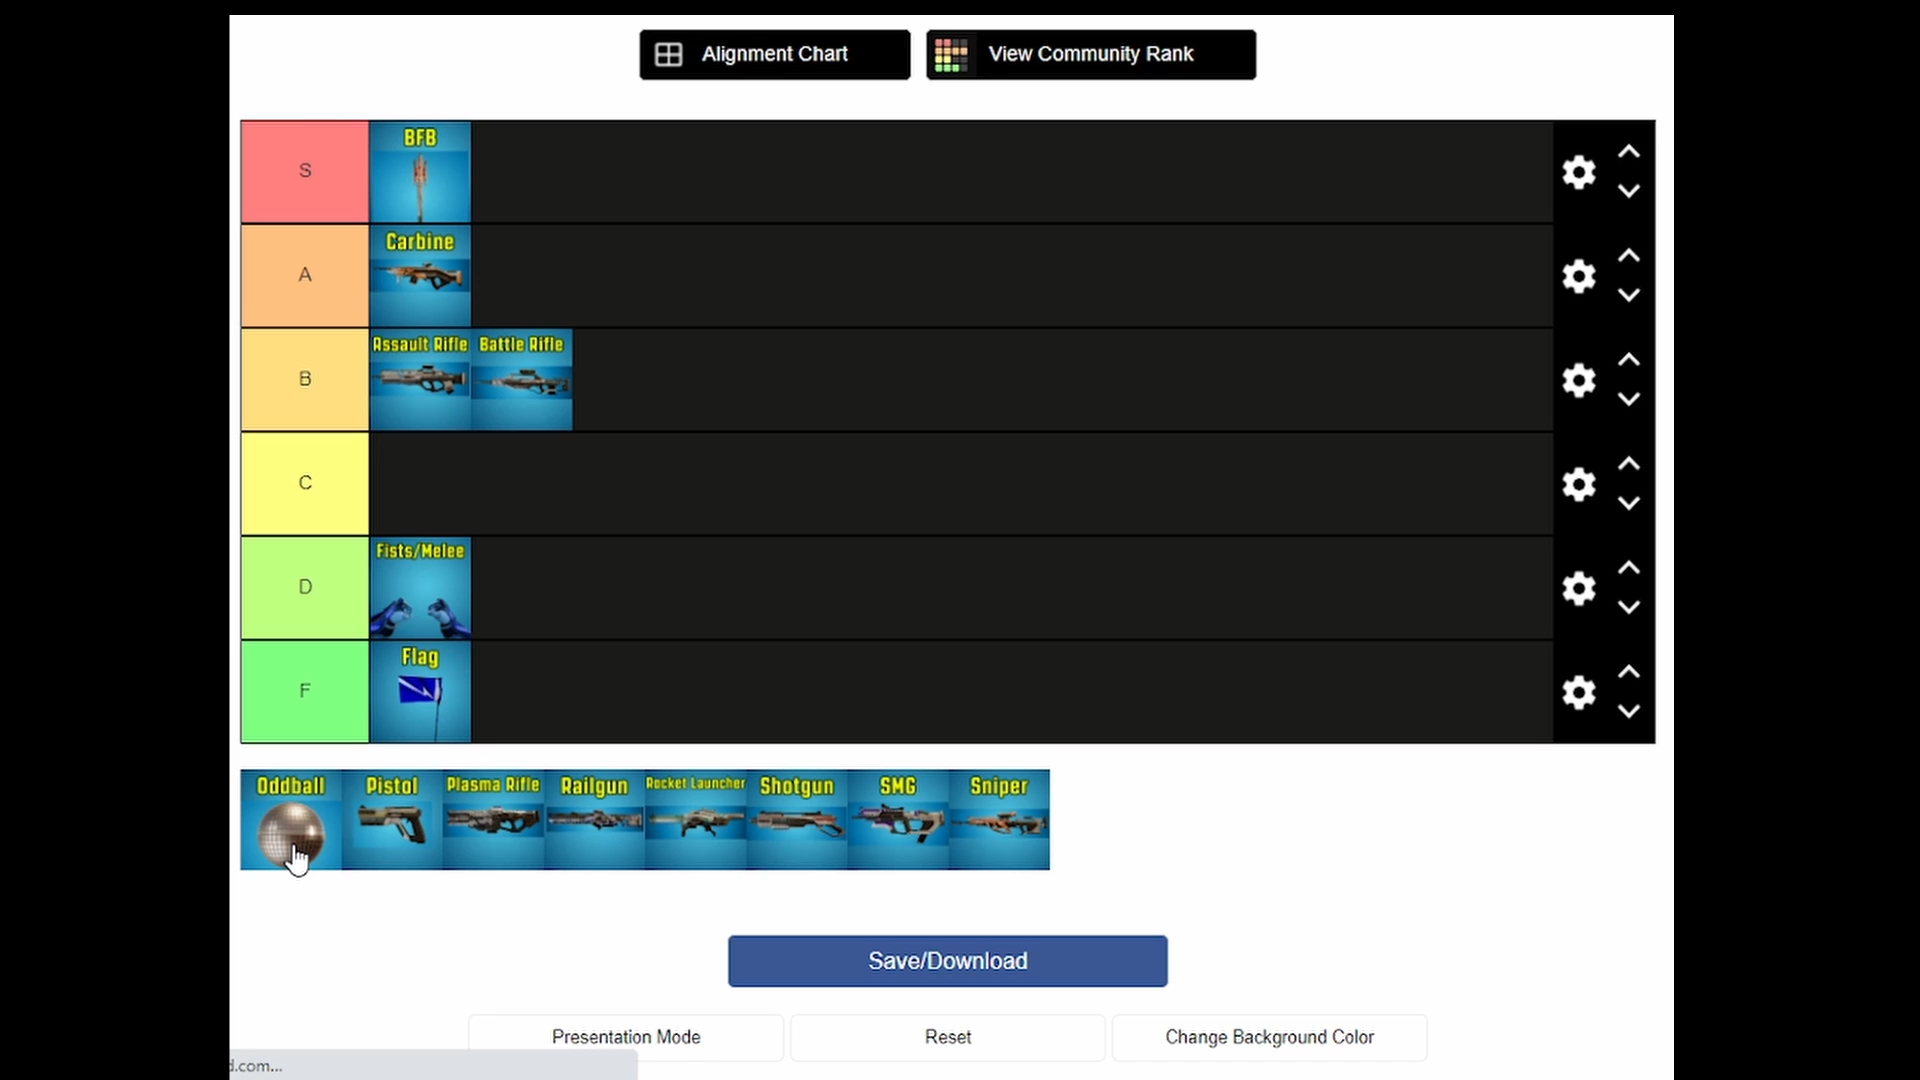 Alignment Chart
View Community Rank
S
BFB
A
Carbine
B
Assault Rifle
Battle Rifle
C
D
Fists/Melee
F
Flag
Oddball
Pistol
Plasma Rifle
Railgun
Rocket Launcher
Shotgun
SMG
Sniper
Save/Download
Presentation Mode
Reset
Change Background Color
d.com...